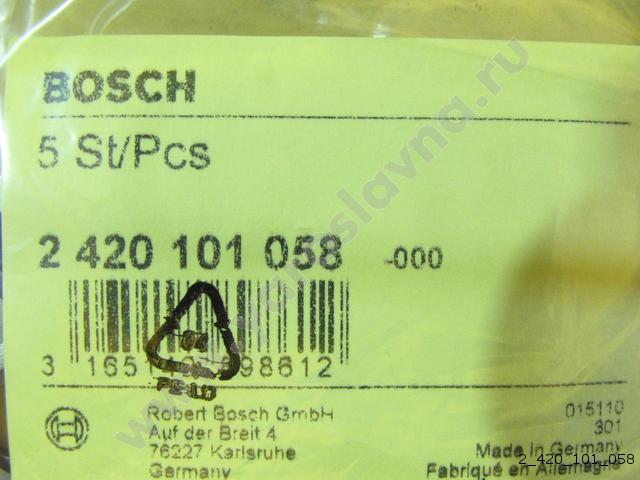 BOSCH
5 St/Pcs
2 420 101 058 -000
04
PE-LD
Robert Bosch GmbH
Auf der Breit 4
76227 Karlsruhe
Germany
015110
301
Made in Germany
Fabriqué en Allemagne
2_420_101_058